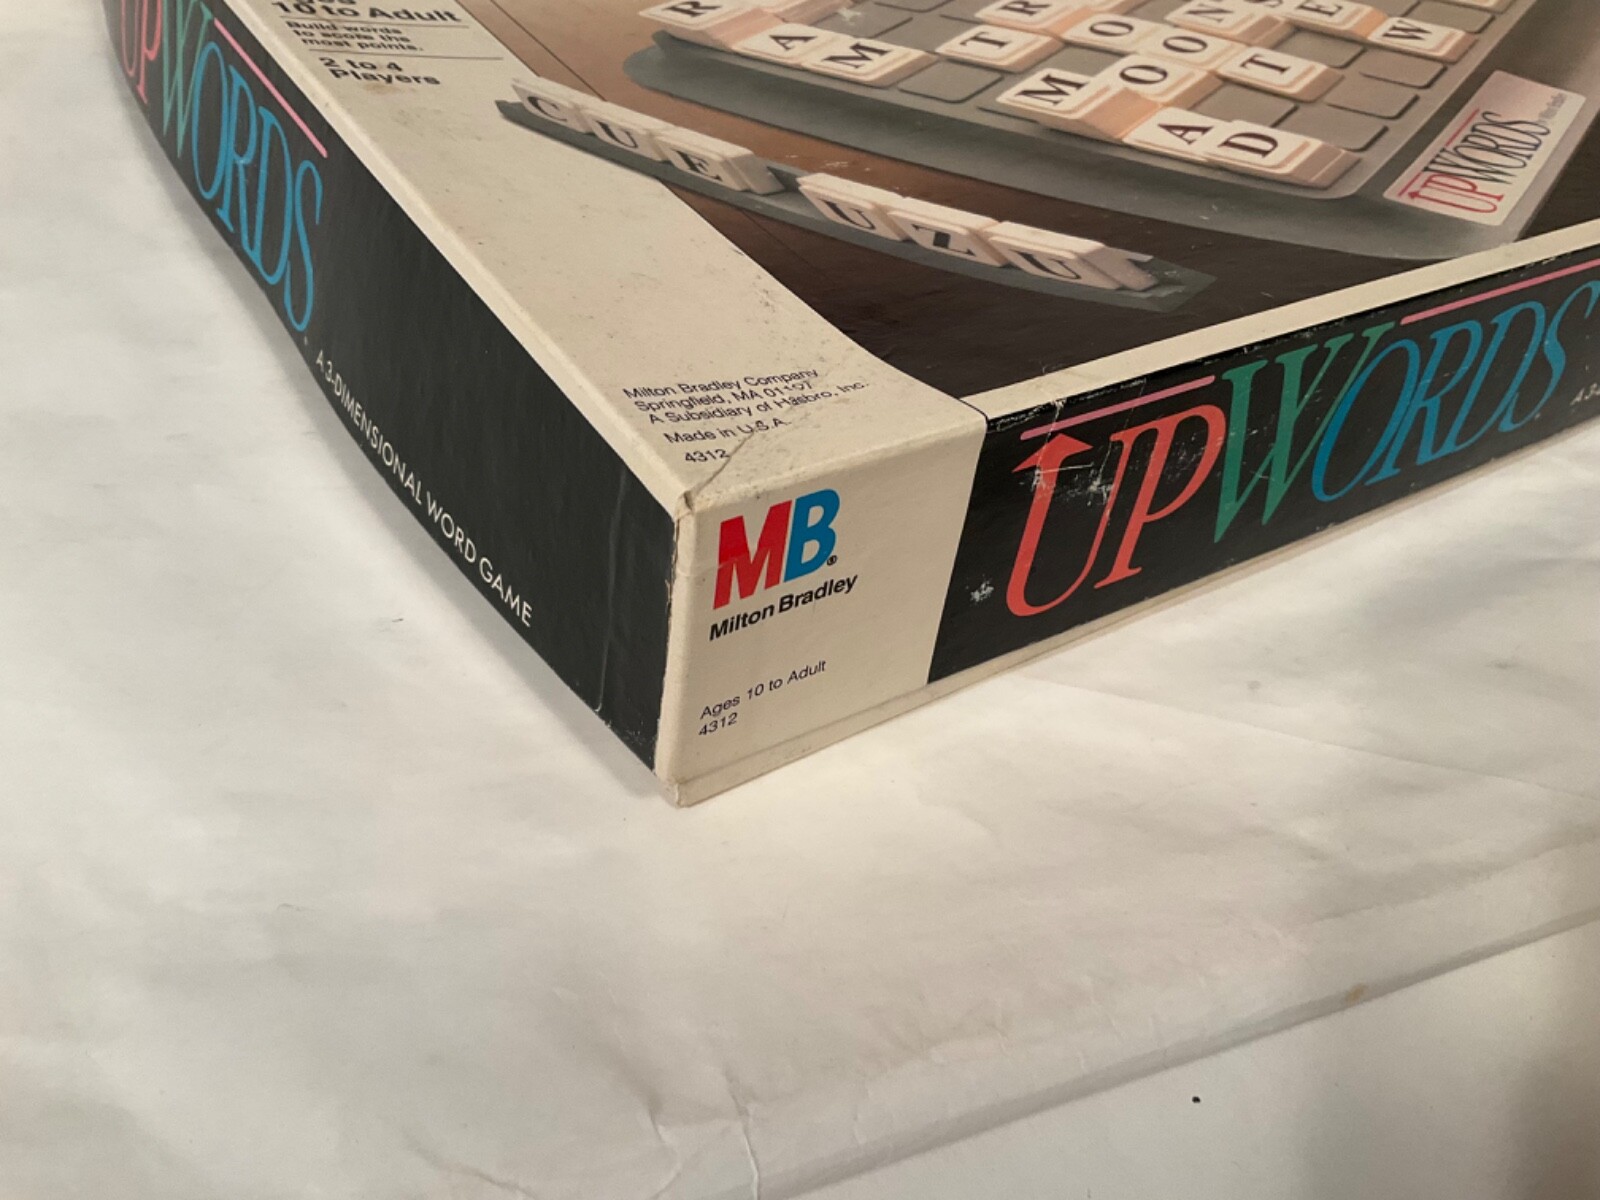 10 to Adult
Build words
to score the
most points.
2 to 4
Players
R
A M T R O N S E W
M O O T
A D
C U E U Z U
UPWORDS
UPWORDS
A 3-DIMENSIONAL WORD GAME
Milton Bradley Company
Springfield, MA 01107
A Subsidiary of Hasbro, Inc.
Made in U.S.A.
4312
MB®
Milton Bradley
Ages 10 to Adult
4312
UPWORDS
A 3-